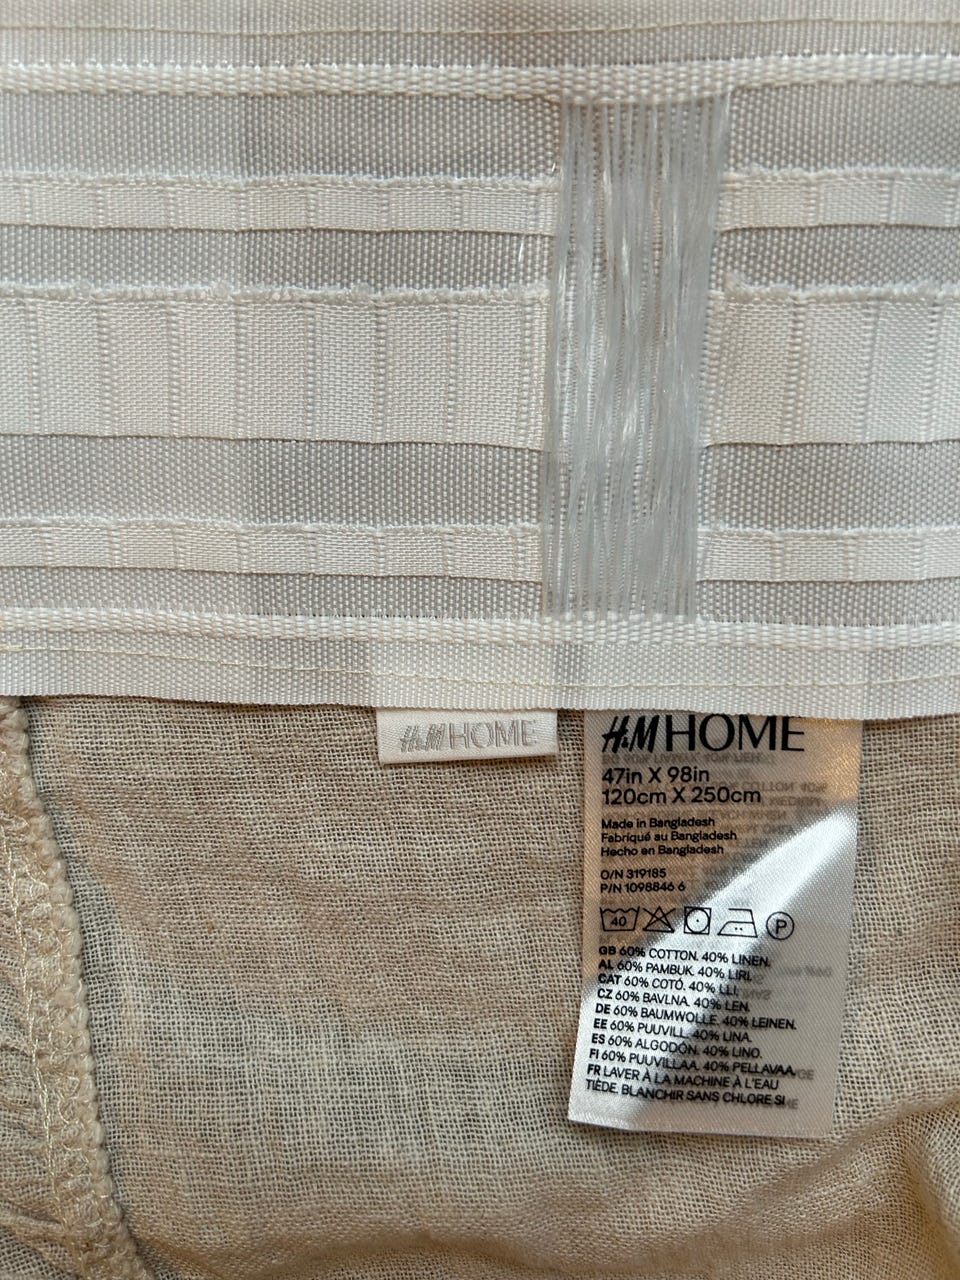 H&M HOME
H&M HOME
47in X 98in
120cm X 250cm
Made in Bangladesh
Fabriqué au Bangladesh
Hecho en Bangladesh
O/N 319185
P/N 1098846 6
40 P
GB 60% COTTON. 40% LINEN.
AL 60% PAMBUK. 40% LIRI.
CAT 60% COTÓ. 40% LLI.
CZ 60% BAVLNA. 40% LEN.
DE 60% BAUMWOLLE. 40% LEINEN.
EE 60% PUUVILL. 40% LINA.
ES 60% ALGODÓN. 40% LINO.
FI 60% PUUVILLAA. 40% PELLAVAA.
FR LAVER À LA MACHINE À L'EAU
TIÈDE. BLANCHIR SANS CHLORE SI